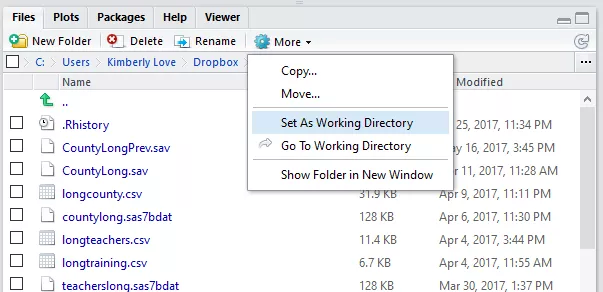 Files Plots Packages Help Viewer
New Folder Delete Rename More
C: Users Kimberly Love Dropbox ...
Name Modified
Copy...
Move...
Set As Working Directory
Go To Working Directory
Show Folder in New Window
..
.Rhistory 25, 2017, 11:34 PM
CountyLongPrev.sav 16, 2017, 3:45 PM
CountyLong.sav 11, 2017, 11:28 AM
longcounty.csv 31.9 KB Apr 9, 2017, 11:11 PM
countylong.sas7bdat 128 KB Apr 6, 2017, 11:30 PM
longteachers.csv 11.4 KB Apr 4, 2017, 3:44 PM
longtraining.csv 6.7 KB Apr 4, 2017, 11:55 AM
teacherslong.sas7bdat 128 KB Mar 30, 2017, 1:37 PM